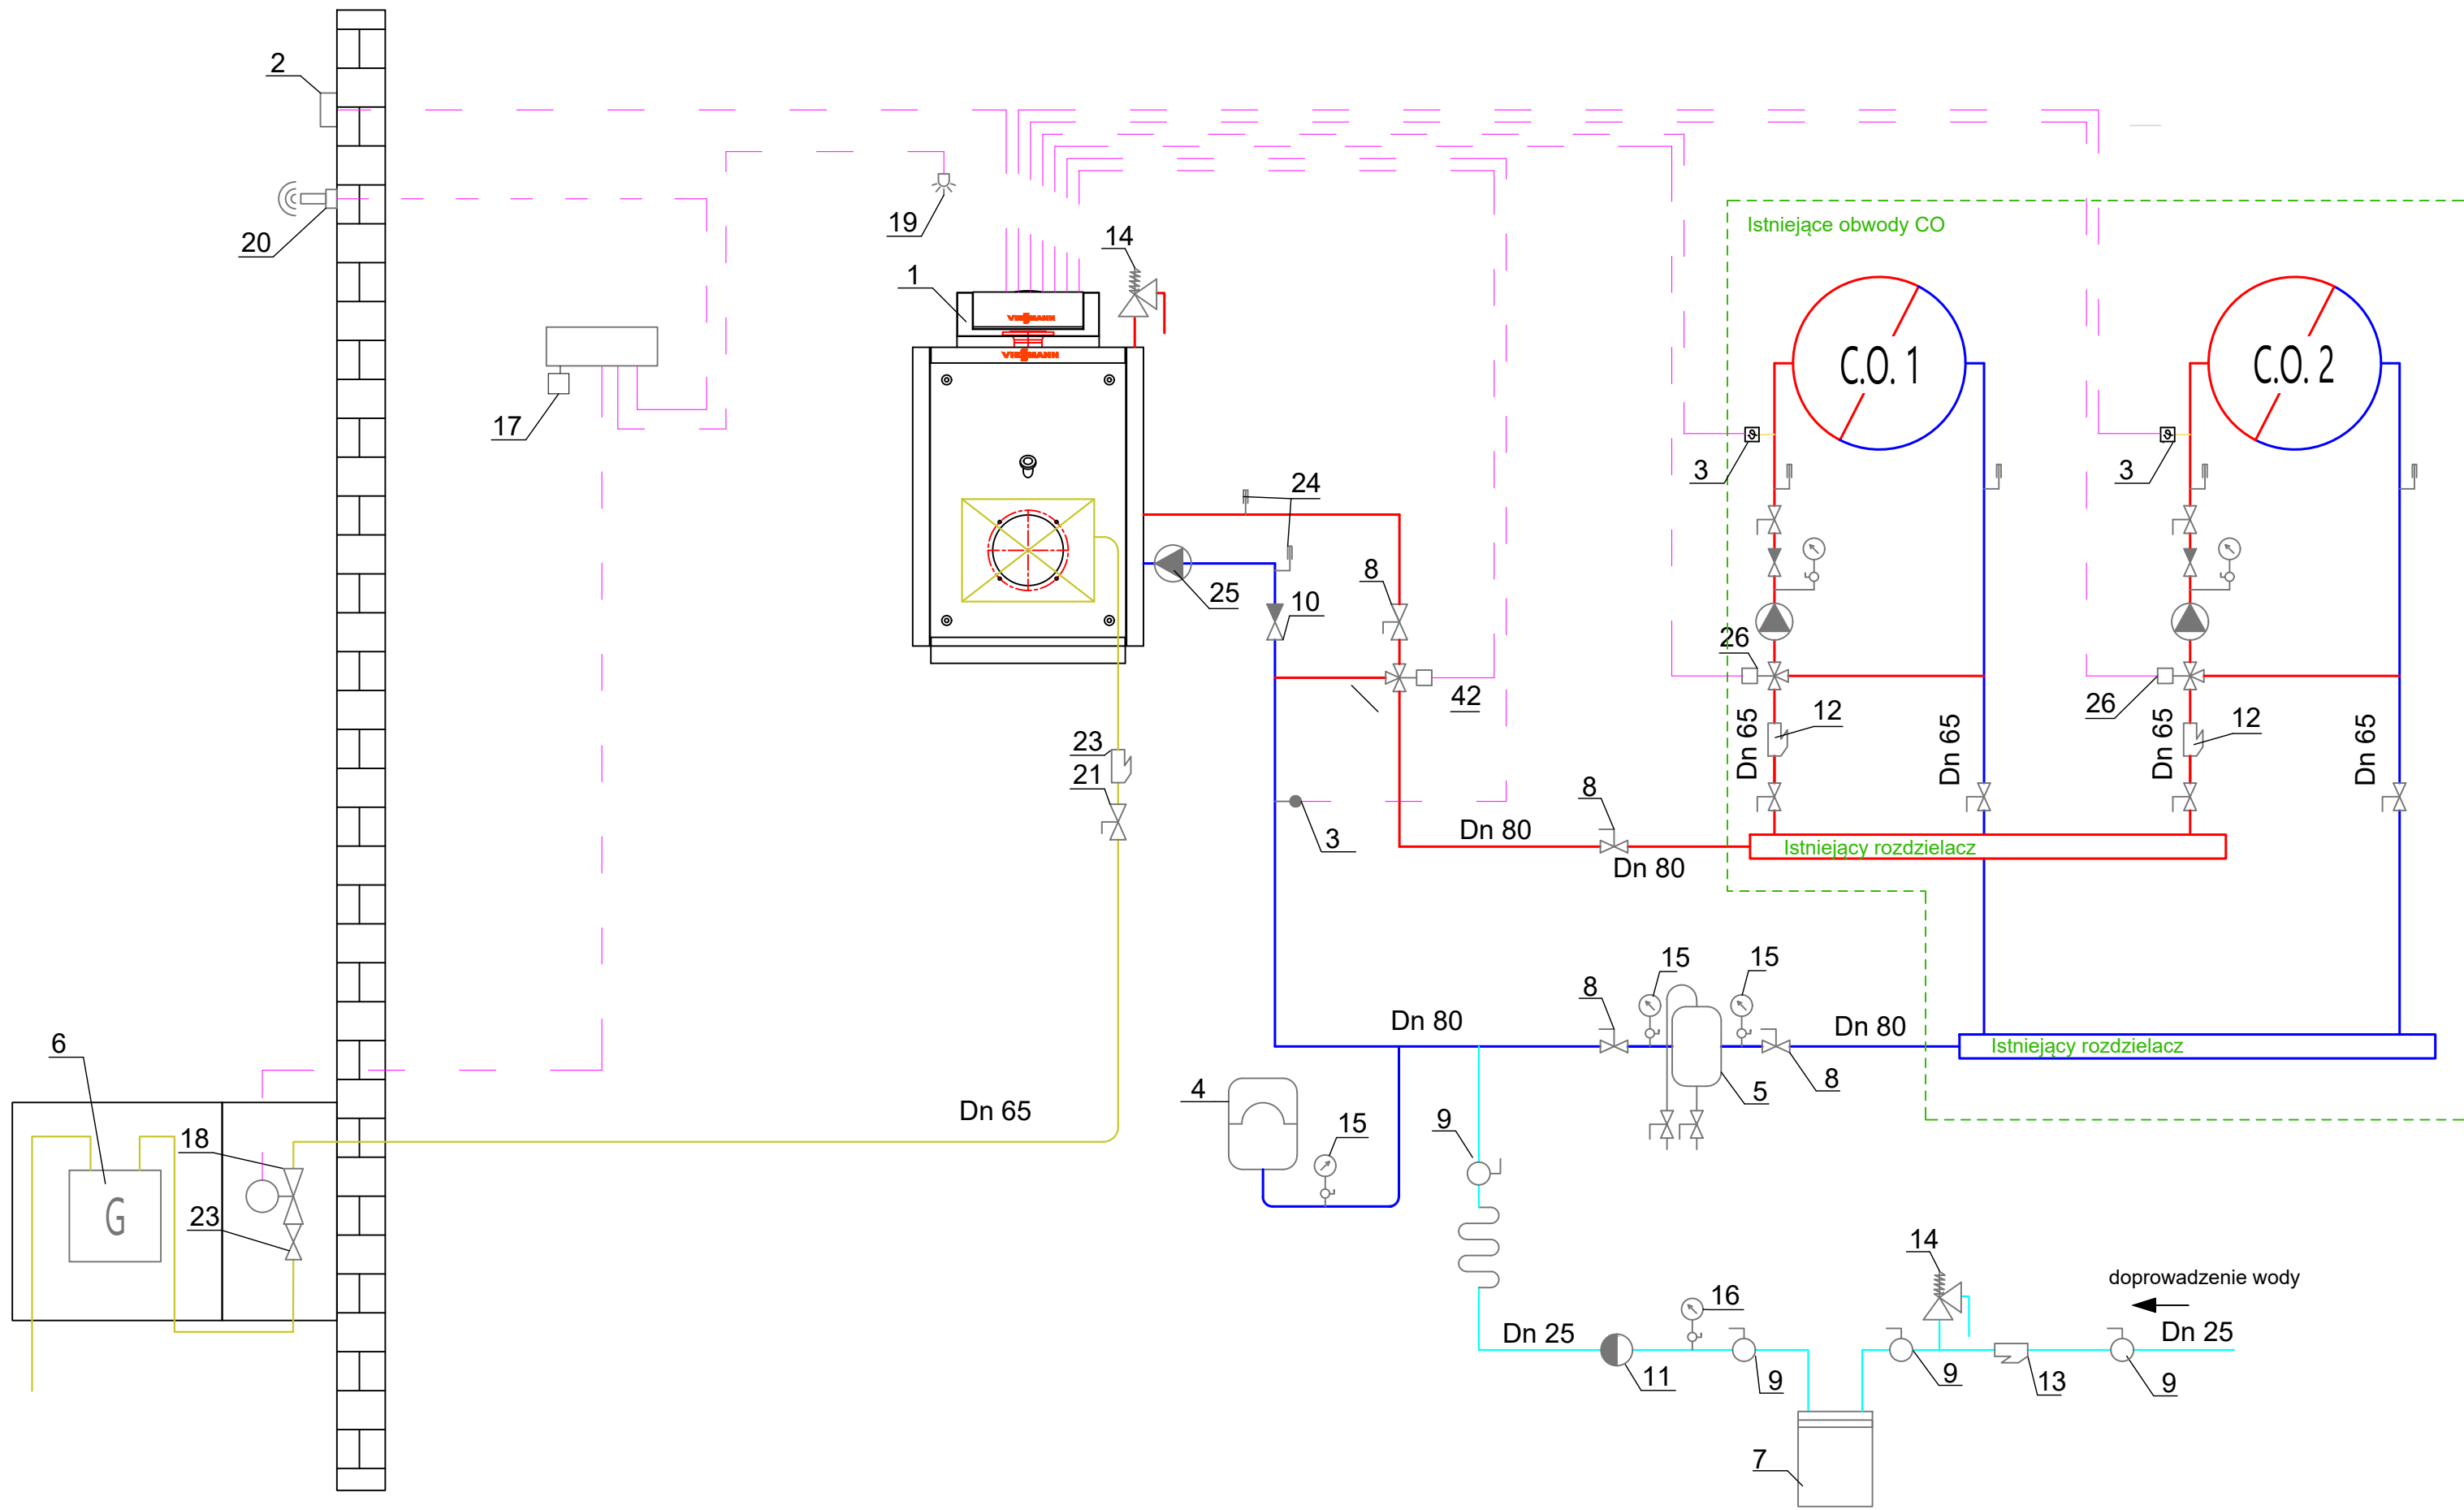 2
20
19
14
1
VIESMANN
VIESMANN
17
Istniejące obwody CO
C.O. 1
C.O. 2
3
3
24
8
25
10
26
26
42
12
12
Dn 65
Dn 65
Dn 65
Dn 65
23
21
8
3
Dn 80
Dn 80
Istniejący rozdzielacz
15
15
8
Dn 80
Dn 80
Istniejący rozdzielacz
8
5
6
4
15
9
Dn 65
18
G
23
14
doprowadzenie wody
16
Dn 25
Dn 25
11
9
9
13
9
7